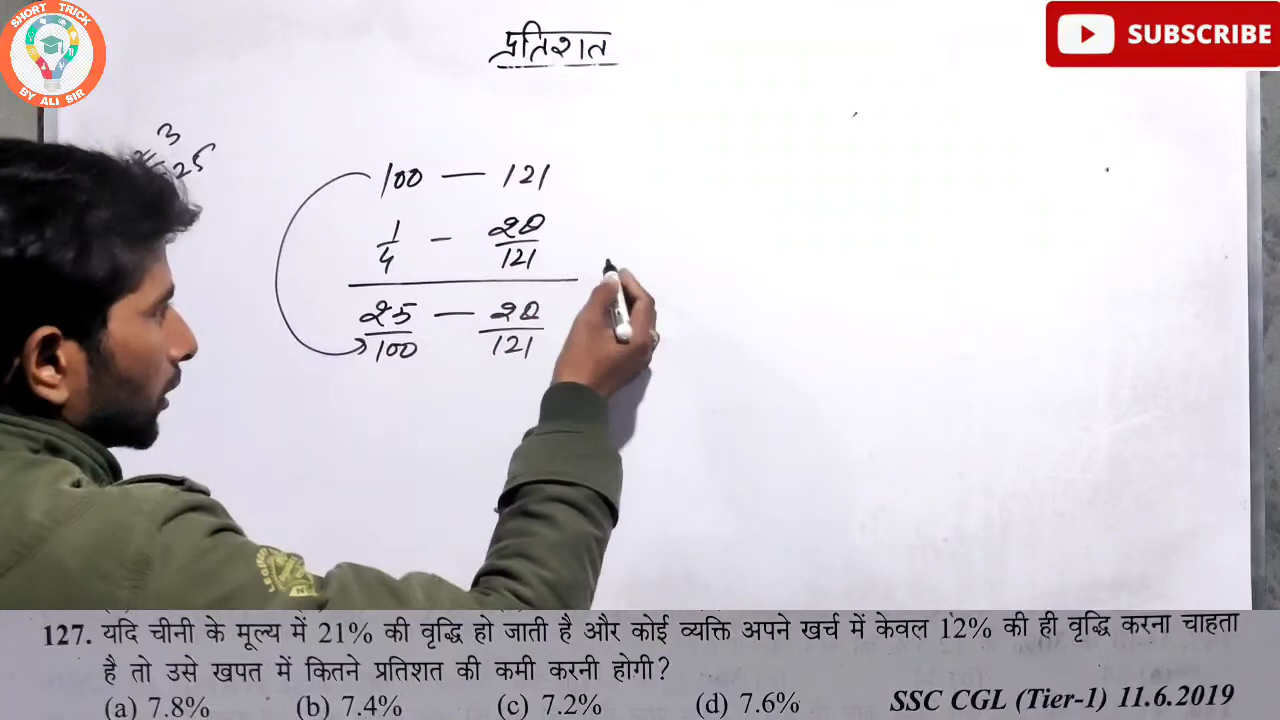 SHORT TRICK
BY ALI SIR
SUBSCRIBE
प्रतिशत
3
25
100 — 121
1/4 - 28/121
25/100 — 28/121
127. यदि चीनी के मूल्य में 21% की वृद्धि हो जाती है और कोई व्यक्ति अपने खर्च में केवल 12% की ही वृद्धि करना चाहता
है तो उसे खपत में कितने प्रतिशत की कमी करनी होगी?
(a) 7.8% (b) 7.4% (c) 7.2% (d) 7.6% SSC CGL (Tier-1) 11.6.2019